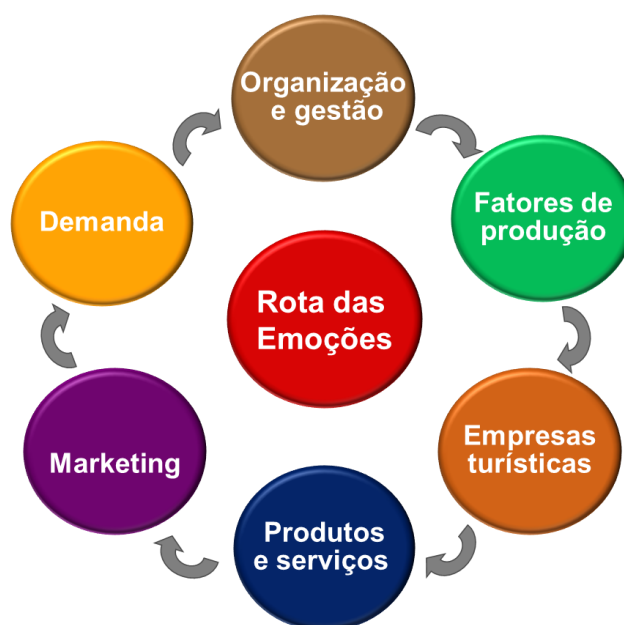 Organização
e gestão
Fatores de
produção
Empresas
turísticas
Produtos
e serviços
Marketing
Demanda
Rota das
Emoções